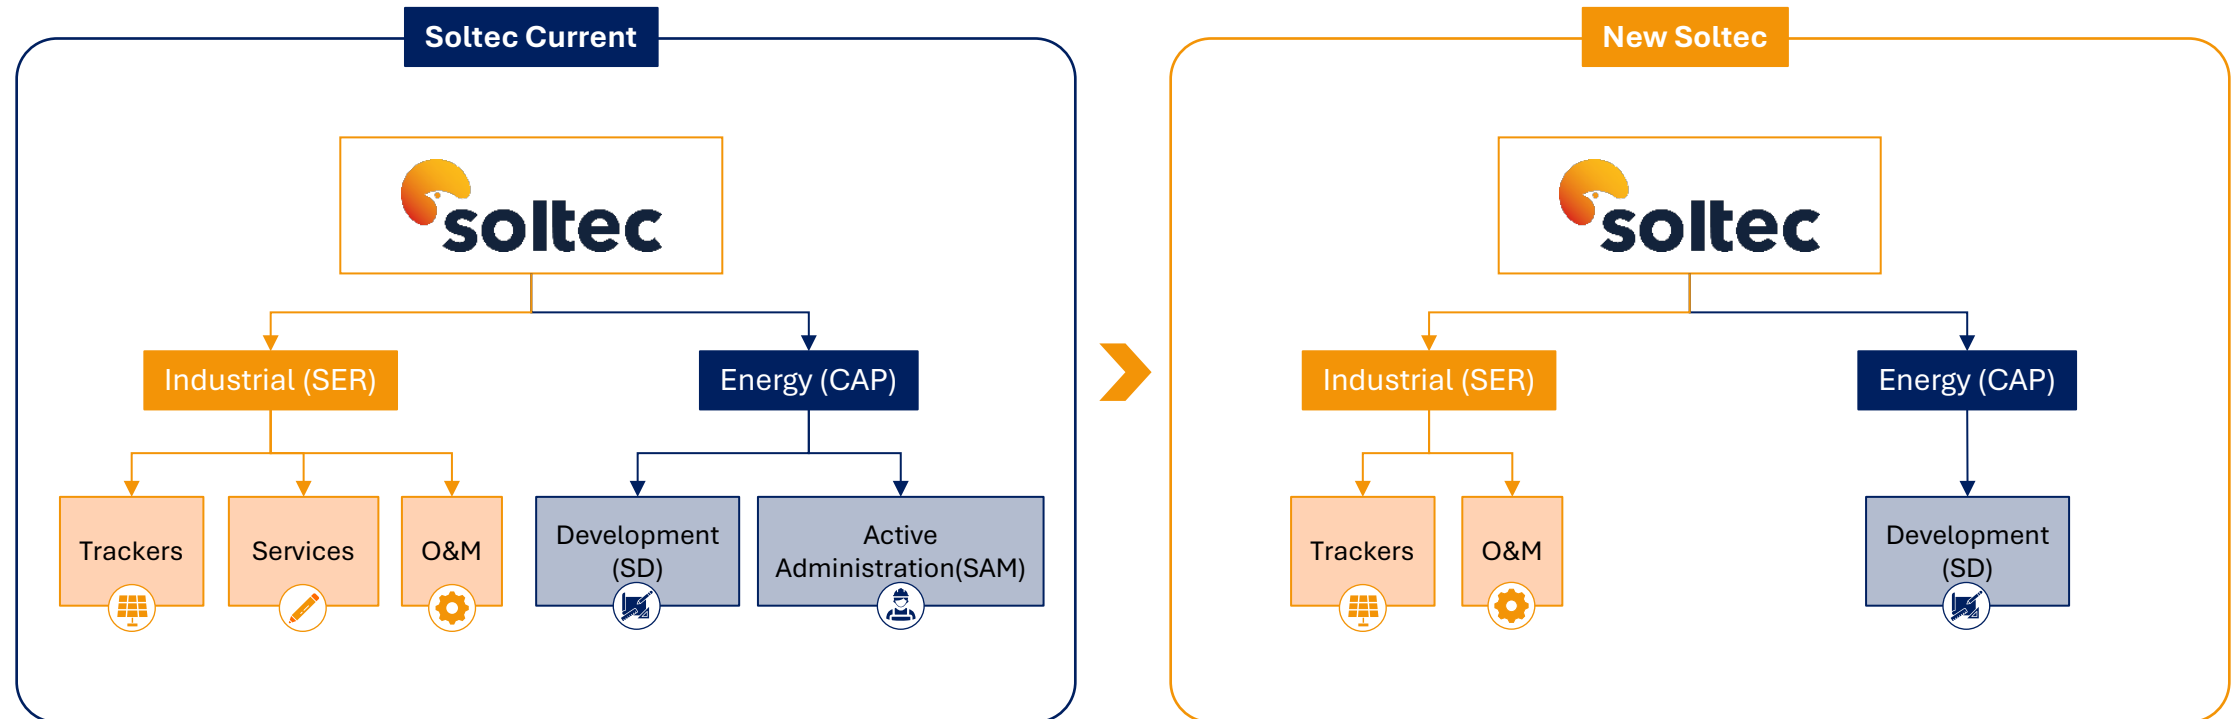 Soltec Current
soltec
Industrial (SER)
Energy (CAP)
Trackers
Services
O&M
Development
(SD)
Active
Administration(SAM)
New Soltec
soltec
Industrial (SER)
Energy (CAP)
Trackers
O&M
Development
(SD)